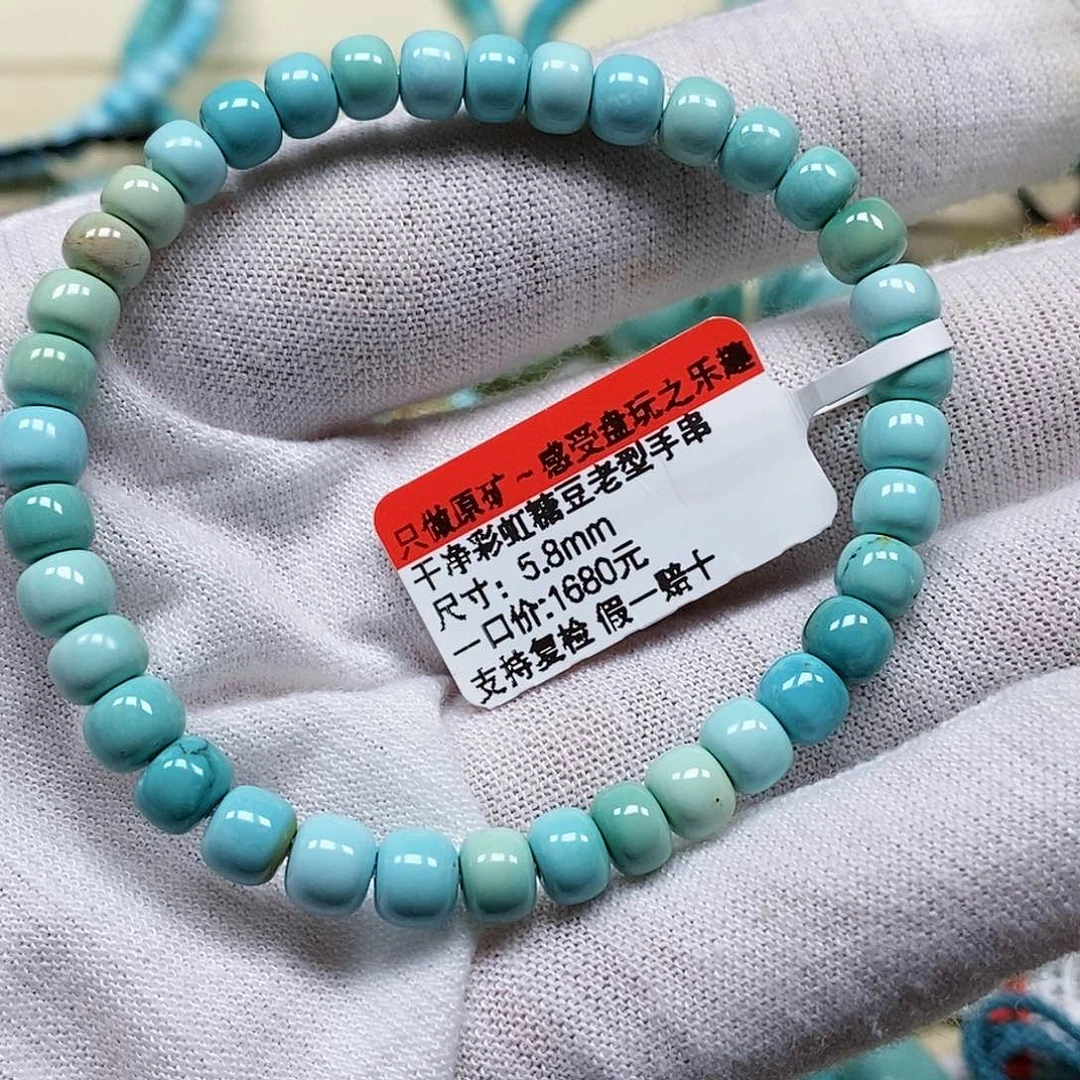 只做原矿~感受盘玩之乐趣
干净彩虹糖豆老型手串
尺寸：5.8mm
一口价:1680元
支持复检 假一赔十